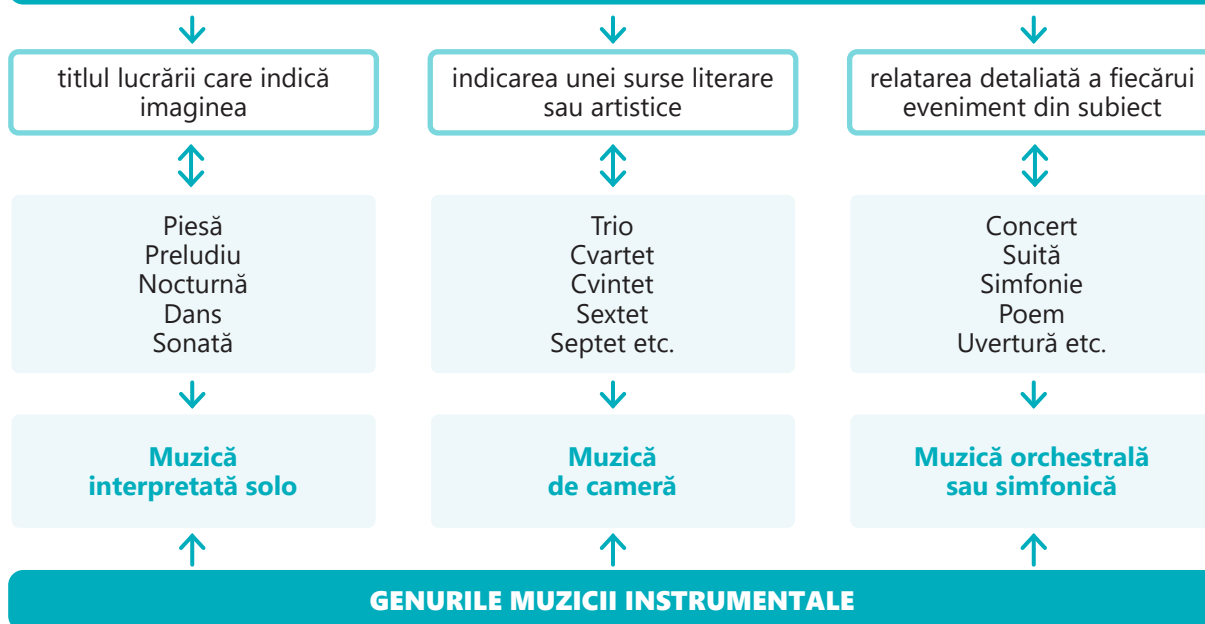 titlul lucrării care indică
imaginea
indicarea unei surse literare
sau artistice
relatarea detaliată a fiecărui
eveniment din subiect
Piesă
Preludiu
Nocturnă
Dans
Sonată
Trio
Cvartet
Cvintet
Sextet
Septet etc.
Concert
Suită
Simfonie
Poem
Uvertură etc.
Muzică
interpretată solo
Muzică
de cameră
Muzică orchestrală
sau simfonică
GENURILE MUZICII INSTRUMENTALE